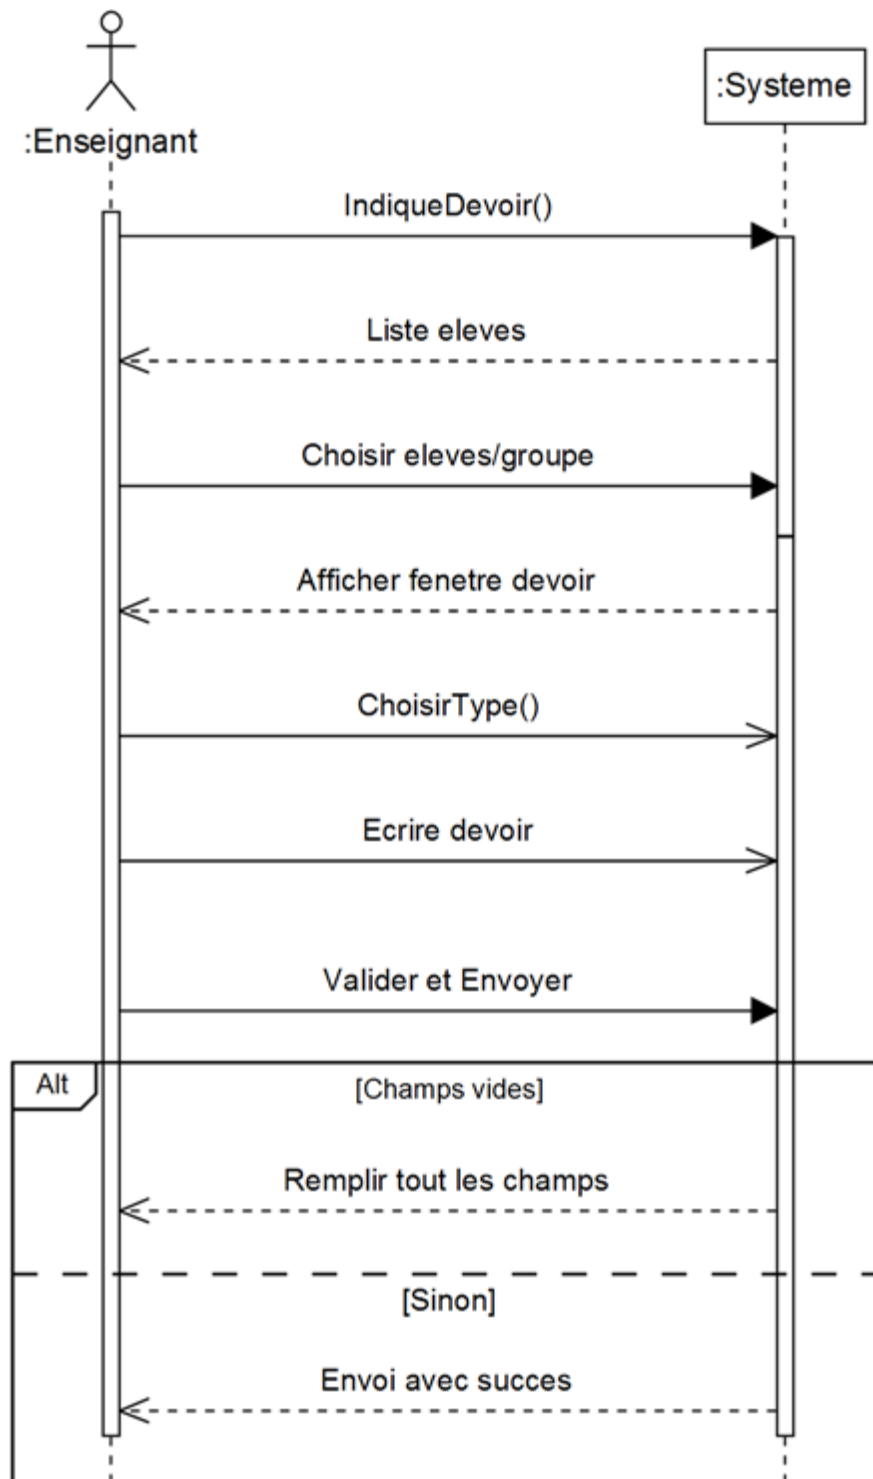 :Enseignant
:Systeme
IndiqueDevoir()
Liste eleves
Choisir eleves/groupe
Afficher fenetre devoir
ChoisirType()
Ecrire devoir
Valider et Envoyer
Alt
[Champs vides]
Remplir tout les champs
[Sinon]
Envoi avec succes